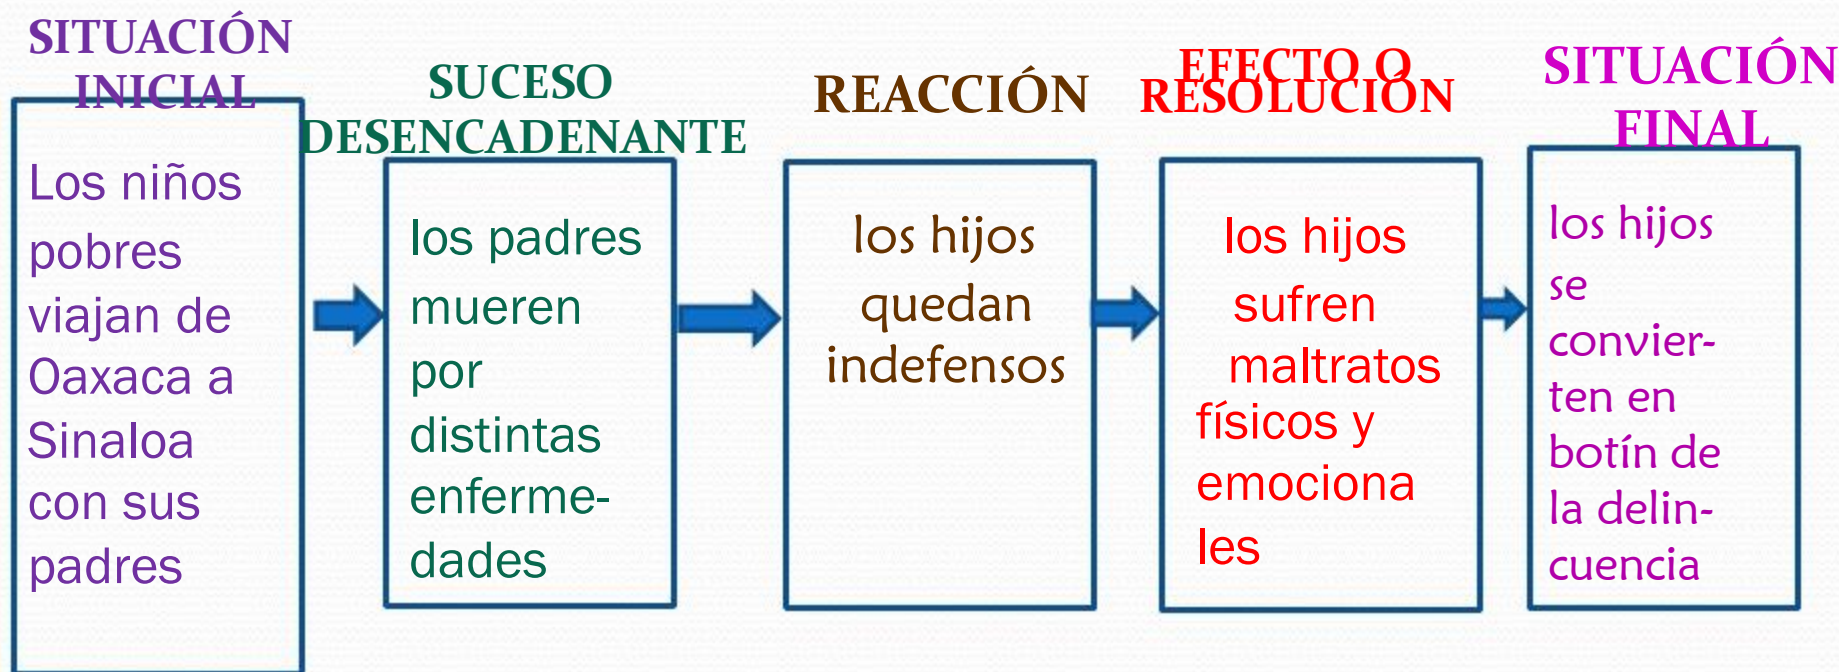 SITUACIÓN
INICIAL
Los niños
pobres
viajan de
Oaxaca a
Sinaloa
con sus
padres
SUCESO
DESENCADENANTE
los padres
mueren
por
distintas
enferme-
dades
REACCIÓN
los hijos
quedan
indefensos
EFECTO O
RESOLUCIÓN
los hijos
sufren
maltratos
físicos y
emociona
les
SITUACIÓN
FINAL
los hijos
se
convier-
ten en
botín de
la delin-
cuencia